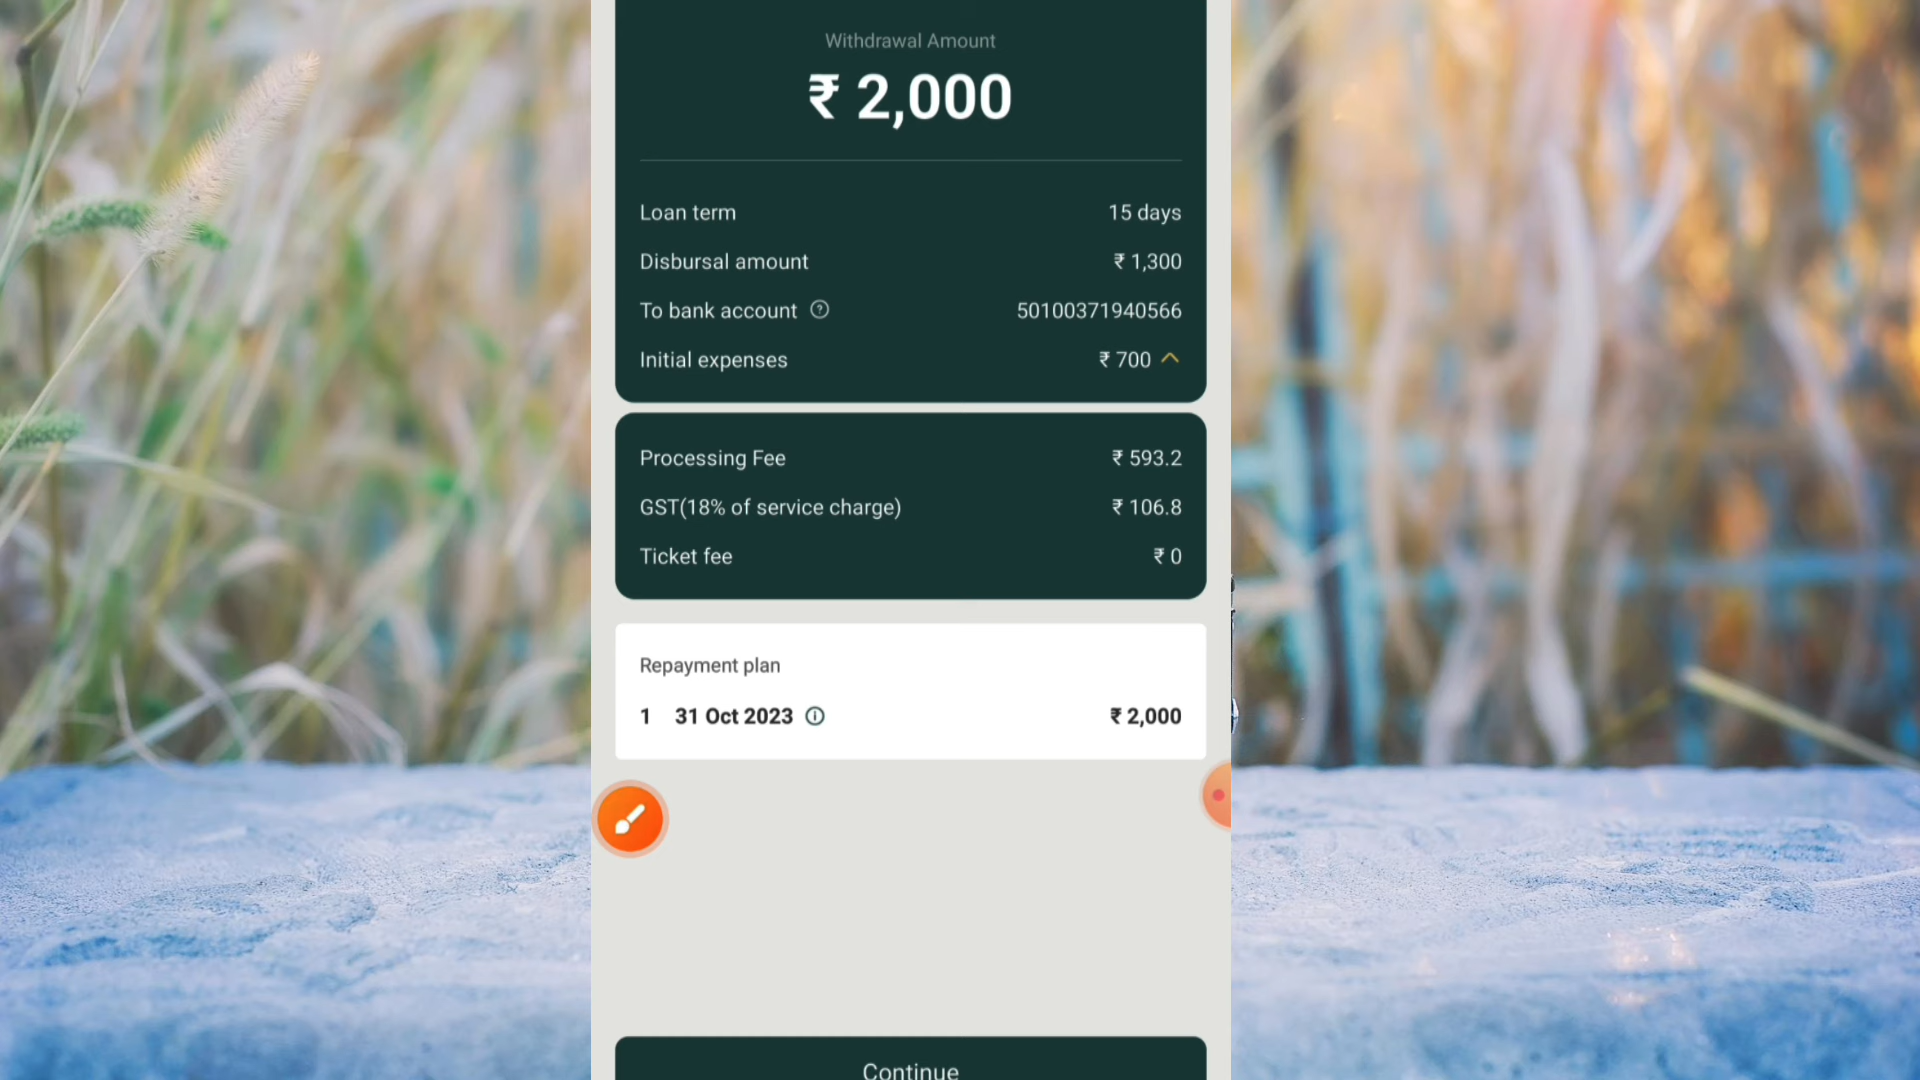 Withdrawal Amount
₹ 2,000
Loan term 15 days
Disbursal amount ₹ 1,300
To bank account 50100371940566
Initial expenses ₹ 700
Processing Fee ₹ 593.2
GST(18% of service charge) ₹ 106.8
Ticket fee ₹ 0
Repayment plan
1 31 Oct 2023 ₹ 2,000
Continue